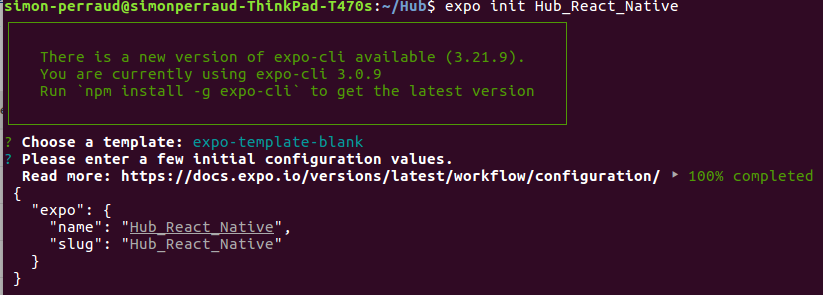 simon-perraud@simonperraud-ThinkPad-T470s:~/Hub$ expo init Hub_React_Native
There is a new version of expo-cli available (3.21.9).
You are currently using expo-cli 3.0.9
Run `npm install -g expo-cli` to get the latest version
? Choose a template: expo-template-blank
? Please enter a few initial configuration values.
Read more: https://docs.expo.io/versions/latest/workflow/configuration/ ‣ 100% completed
{
"expo": {
"name": "Hub_React_Native",
"slug": "Hub_React_Native"
}
}